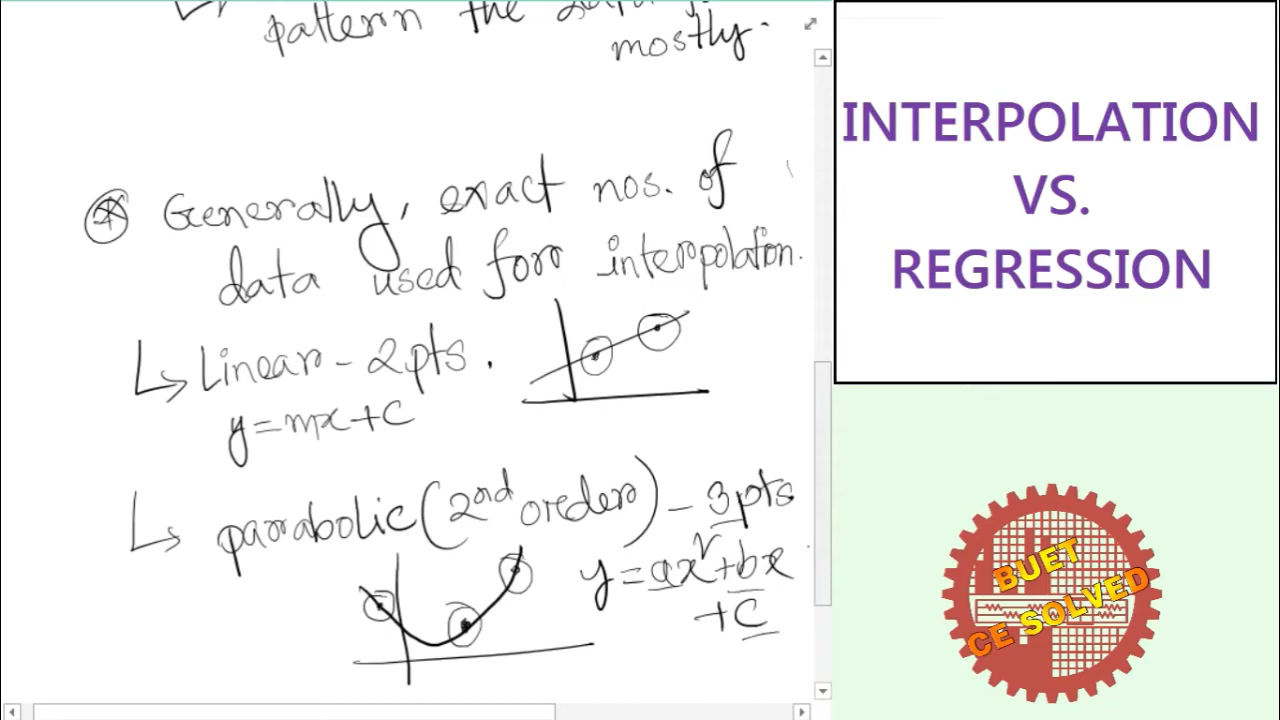 pattern the
mostly.
⊛ Generally, exact nos. of
data used for interpolation.
↳ Linear - 2pts.
y=mx+c
↳ parabolic (2nd order) - 3pts
y=ax²+bx
+c
INTERPOLATION
VS.
REGRESSION
BUET
CE SOLVED